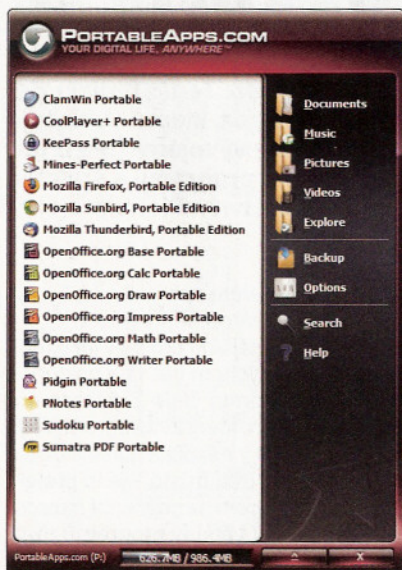 PORTABLEAPPS.COM
YOUR DIGITAL LIFE, ANYWHERE™
ClamWin Portable
CoolPlayer+ Portable
KeePass Portable
Mines-Perfect Portable
Mozilla Firefox, Portable Edition
Mozilla Sunbird, Portable Edition
Mozilla Thunderbird, Portable Edition
OpenOffice.org Base Portable
OpenOffice.org Calc Portable
OpenOffice.org Draw Portable
OpenOffice.org Impress Portable
OpenOffice.org Math Portable
OpenOffice.org Writer Portable
Pidgin Portable
PNotes Portable
Sudoku Portable
PDF Sumatra PDF Portable
Documents
Music
Pictures
Videos
Explore
Backup
Options
Search
Help
PortableApps.com (P:) 626.7MB / 986.4MB X